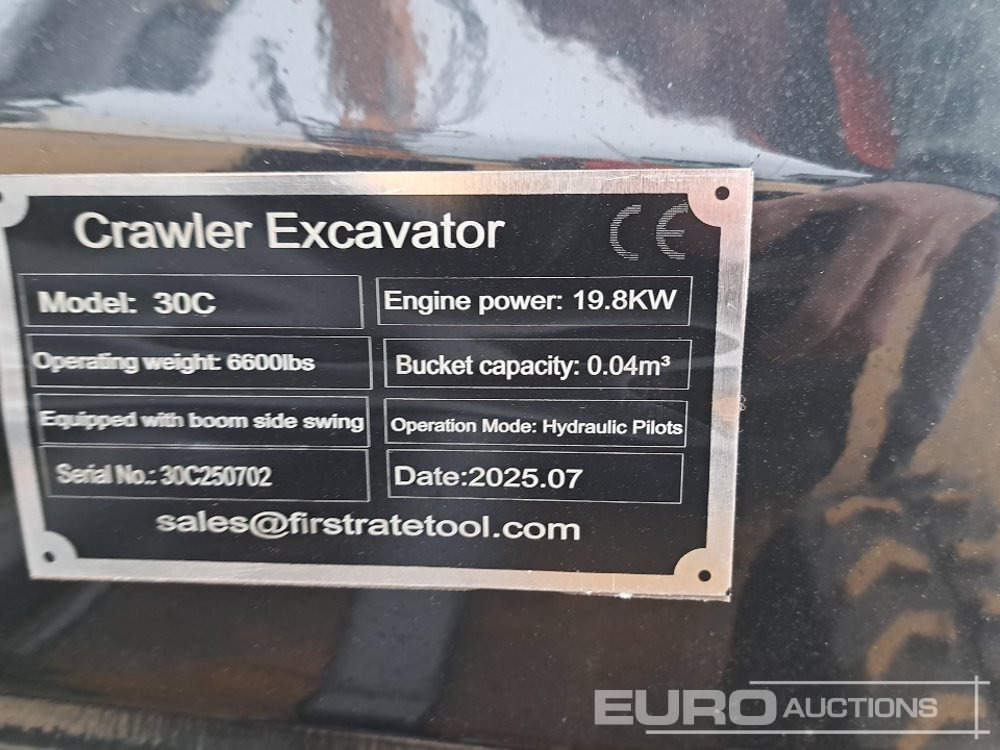 Crawler Excavator CE
Model: 30C
Engine power: 19.8KW
Operating weight: 6600lbs
Bucket capacity: 0.04m³
Equipped with boom side swing
Operation Mode: Hydraulic Pilots
Serial No.: 30C250702
Date:2025.07
sales@firstratetool.com
EURO AUCTIONS